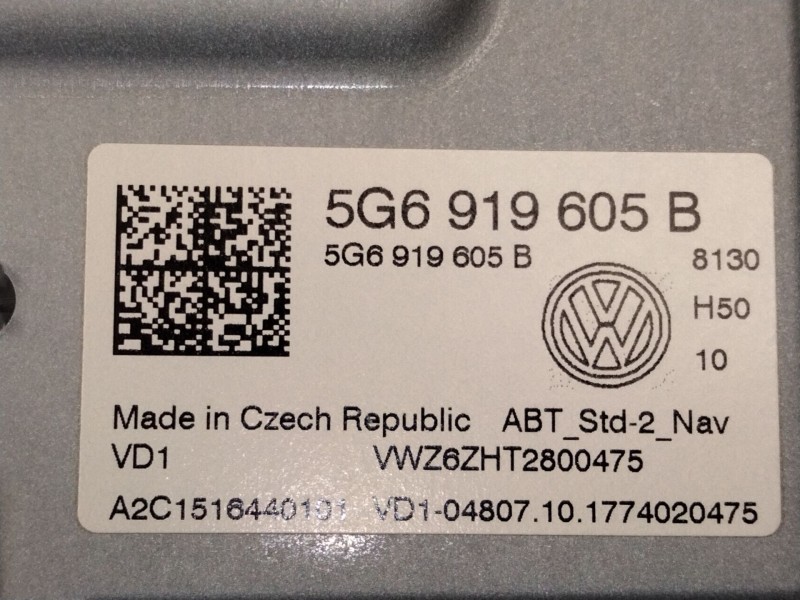 5G6 919 605 B
5G6 919 605 B 8130
H50
10
Made in Czech Republic ABT_Std-2_Nav
VD1 VWZ6ZHT2800475
A2C1516440101 VD1-04807.10.1774020475